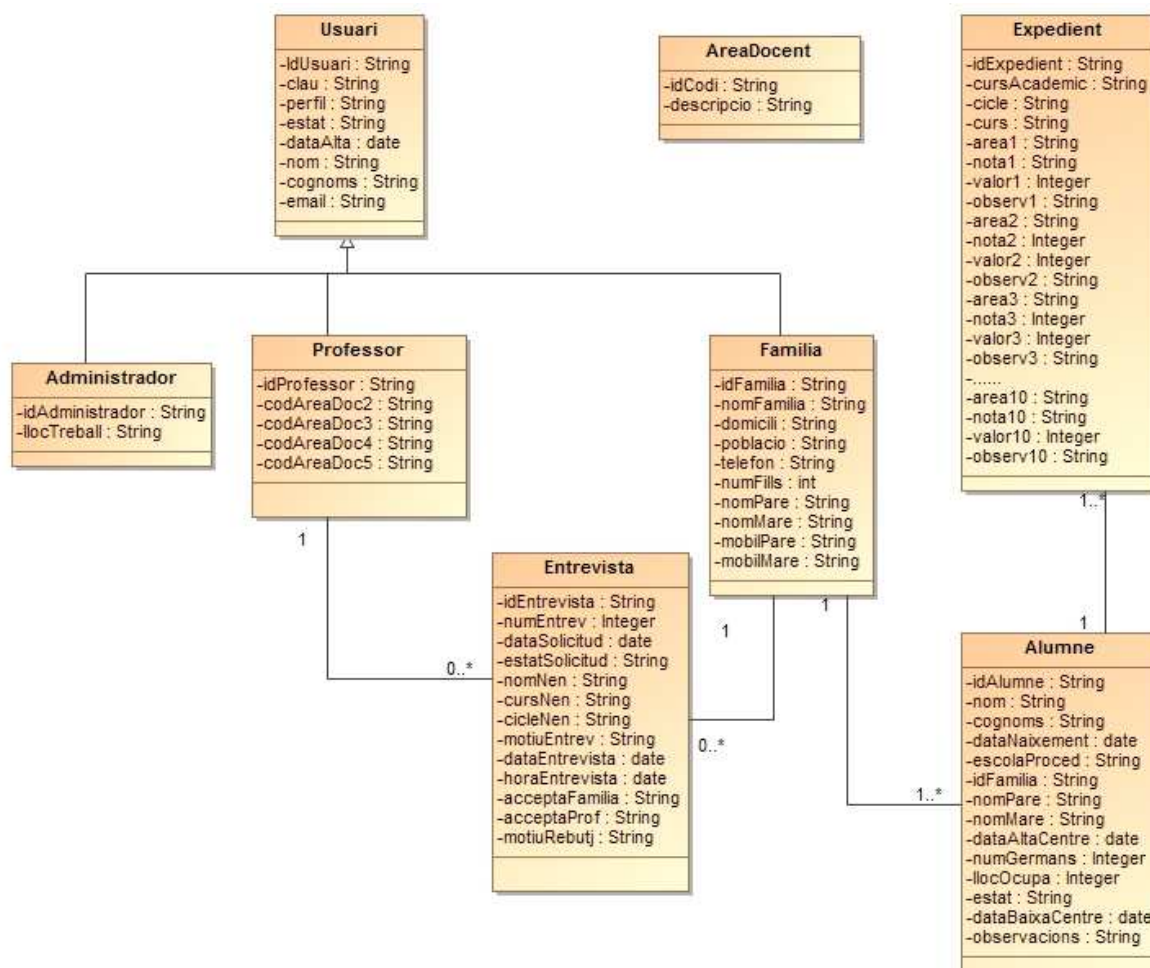 Usuari
-IdUsuari : String
-clau : String
-perfil : String
-estat : String
-dataAlta : date
-nom : String
-cognoms : String
-email : String
AreaDocent
-idCodi : String
-descripcio : String
Expedient
-idExpedient : String
-cursAcademic : String
-cicle : String
-curs : String
-area1 : String
-nota1 : String
-valor1 : Integer
-observ1 : String
-area2 : String
-nota2 : Integer
-valor2 : Integer
-observ2 : String
-area3 : String
-nota3 : Integer
-valor3 : Integer
-observ3 : String
-......
-area10 : String
-nota10 : String
-valor10 : Integer
-observ10 : String
Administrador
-idAdministrador : String
-llocTreball : String
Professor
-idProfessor : String
-codAreaDoc2 : String
-codAreaDoc3 : String
-codAreaDoc4 : String
-codAreaDoc5 : String
Familia
-idFamilia : String
-nomFamilia : String
-domicili : String
-poblacio : String
-telefon : String
-numFills : int
-nomPare : String
-nomMare : String
-mobilPare : String
-mobilMare : String
1..*
1
1
1
1
Entrevista
-idEntrevista : String
-numEntrev : Integer
-dataSolicitud : date
-estatSolicitud : String
-nomNen : String
-cursNen : String
-cicleNen : String
-motiuEntrev : String
-dataEntrevista : date
-horaEntrevista : date
-acceptaFamilia : String
-acceptaProf : String
-motiuRebutj : String
0..*
0..*
1..*
Alumne
-idAlumne : String
-nom : String
-cognoms : String
-dataNaixement : date
-escolaProced : String
-idFamilia : String
-nomPare : String
-nomMare : String
-dataAltaCentre : date
-numGermans : Integer
-llocOcupa : Integer
-estat : String
-dataBaixaCentre : date
-observacions : String